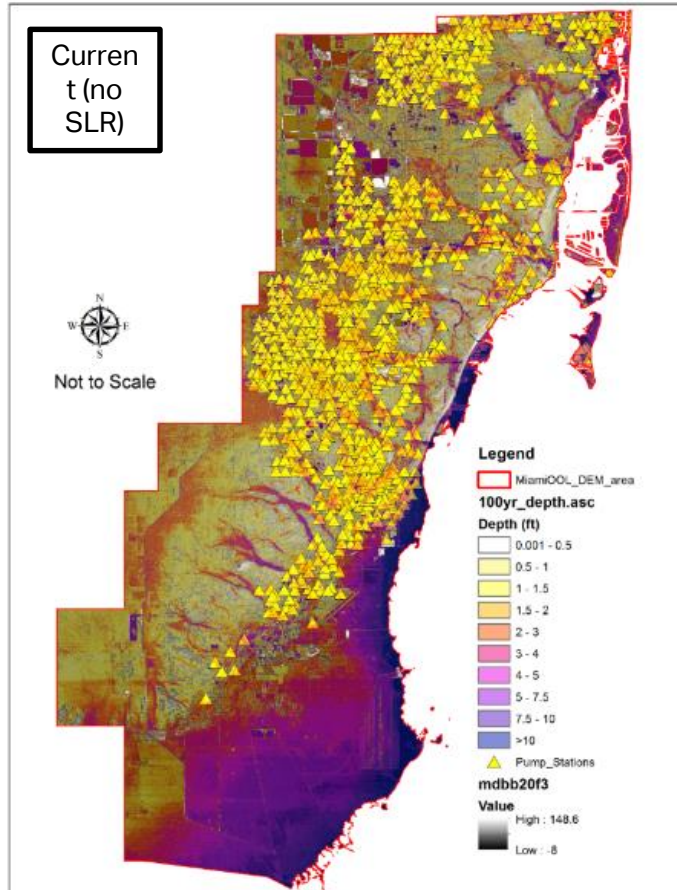 Curren
t (no
SLR)
N
W E
S
Not to Scale
Legend
MiamiOOL_DEM_area
100yr_depth.asc
Depth (ft)
0.001 - 0.5
0.5 - 1
1 - 1.5
1.5 - 2
2 - 3
3 - 4
4 - 5
5 - 7.5
7.5 - 10
>10
Pump_Stations
mdbb20f3
Value
High : 148.6
Low : -8